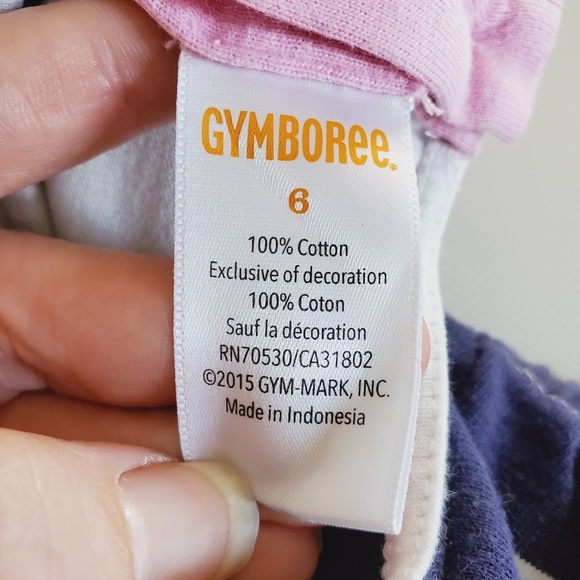 GYMBOREE.
6
100% Cotton
Exclusive of decoration
100% Coton
Sauf la décoration
RN70530/CA31802
©2015 GYM-MARK, INC.
Made in Indonesia